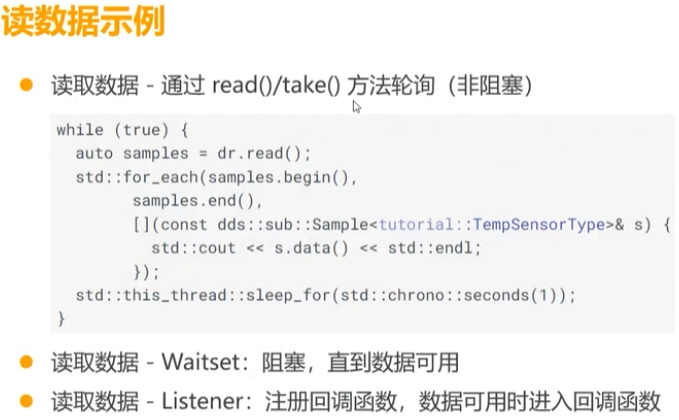 读数据示例
读取数据 - 通过 read()/take() 方法轮询（非阻塞）
while (true) {
  auto samples = dr.read();
  std::for_each(samples.begin(),
        samples.end(),
        [](const dds::sub::Sample<tutorial::TempSensorType>& s) {
          std::cout << s.data() << std::endl;
        });
  std::this_thread::sleep_for(std::chrono::seconds(1));
}
读取数据 - Waitset：阻塞，直到数据可用
读取数据 - Listener：注册回调函数，数据可用时进入回调函数